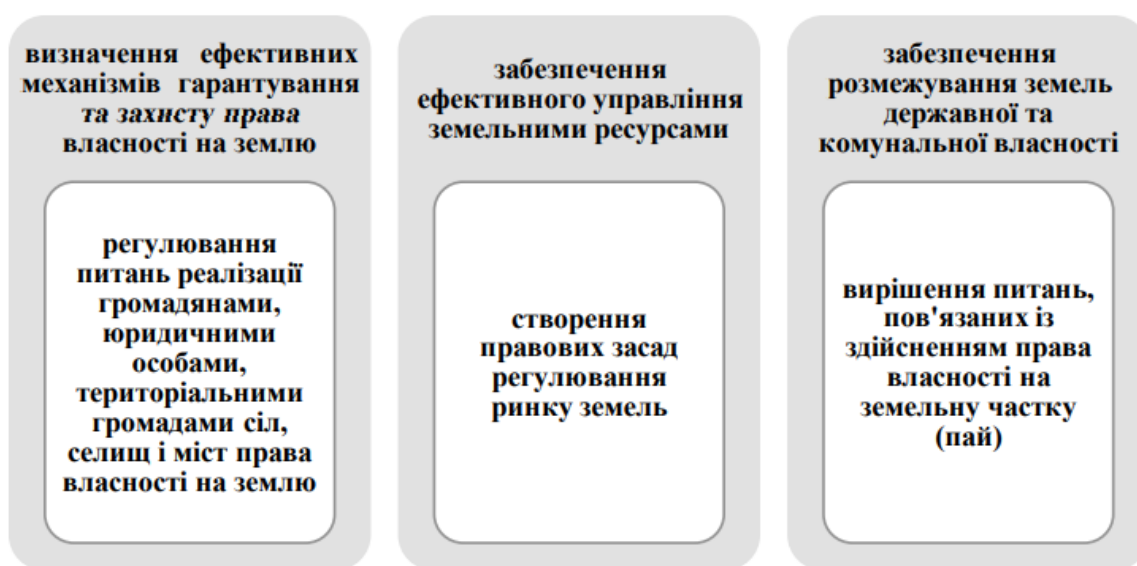 визначення ефективних
механізмів гарантування
та захисту права
власності на землю
регулювання
питань реалізації
громадянами,
юридичними
особами,
територіальними
громадами сіл,
селищ і міст права
власності на землю
забезпечення
ефективного управління
земельними ресурсами
створення
правових засад
регулювання
ринку земель
забезпечення
розмежування земель
державної та
комунальної власності
вирішення питань,
пов'язаних із
здійсненням права
власності на
земельну частку
(пай)